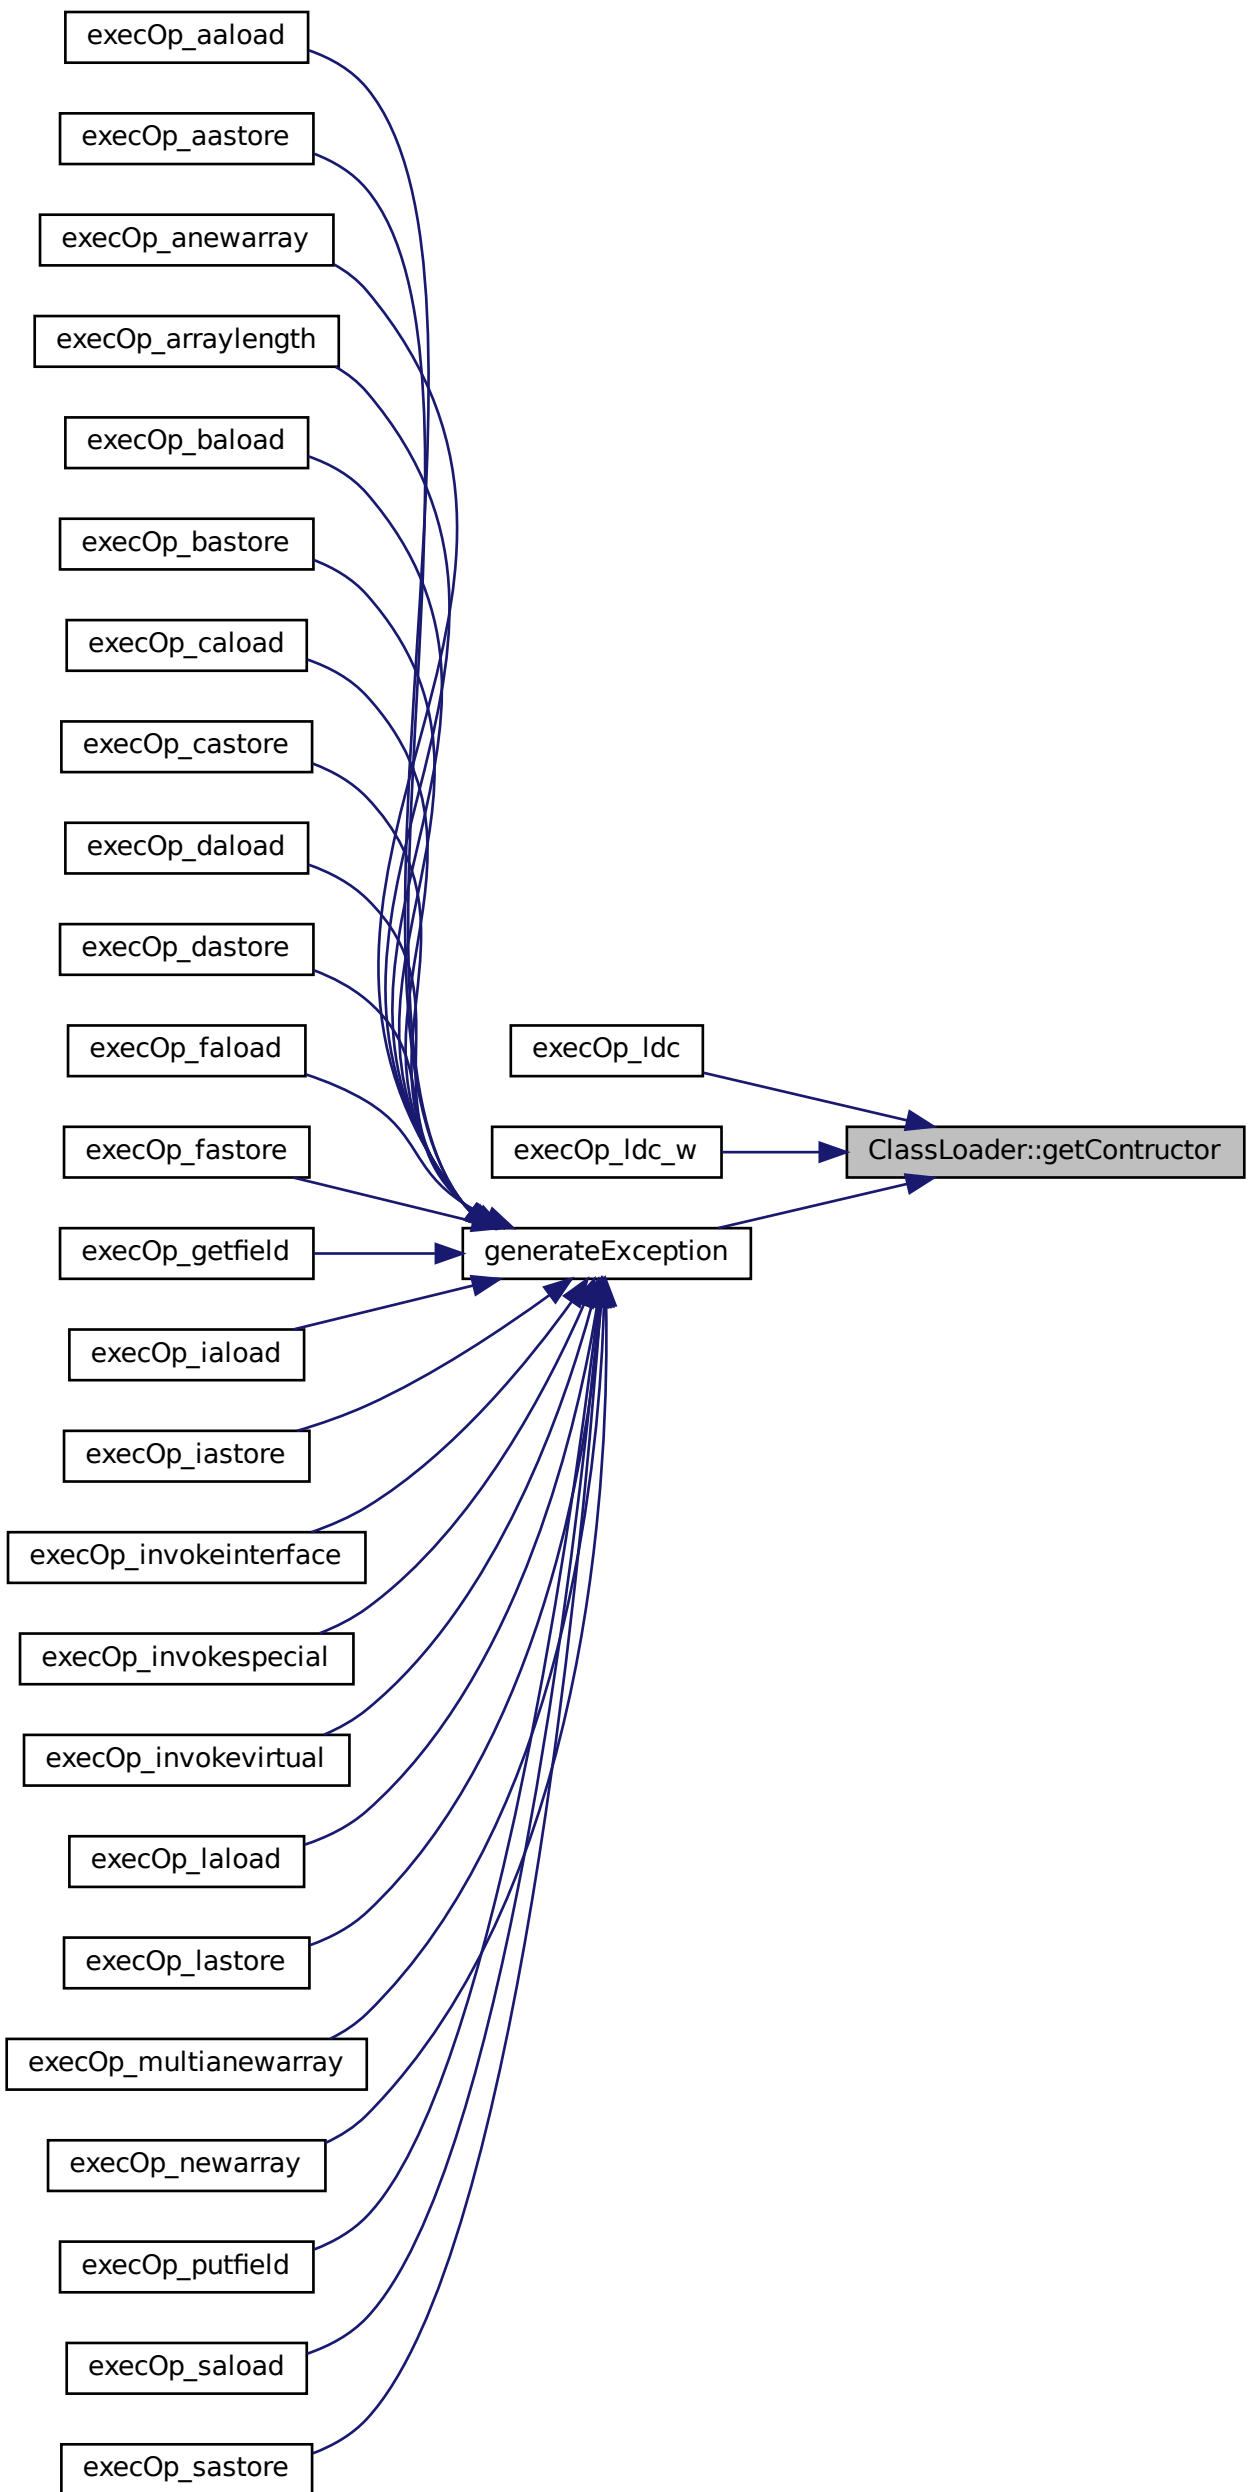 execOp_aaload
execOp_aastore
execOp_anewarray
execOp_arraylength
execOp_baload
execOp_bastore
execOp_caload
execOp_castore
execOp_daload
execOp_dastore
execOp_faload
execOp_fastore
execOp_getfield
execOp_iaload
execOp_iastore
execOp_invokeinterface
execOp_invokespecial
execOp_invokevirtual
execOp_laload
execOp_lastore
execOp_multianewarray
execOp_newarray
execOp_putfield
execOp_saload
execOp_sastore
execOp_ldc
execOp_ldc_w
generateException
ClassLoader::getContructor